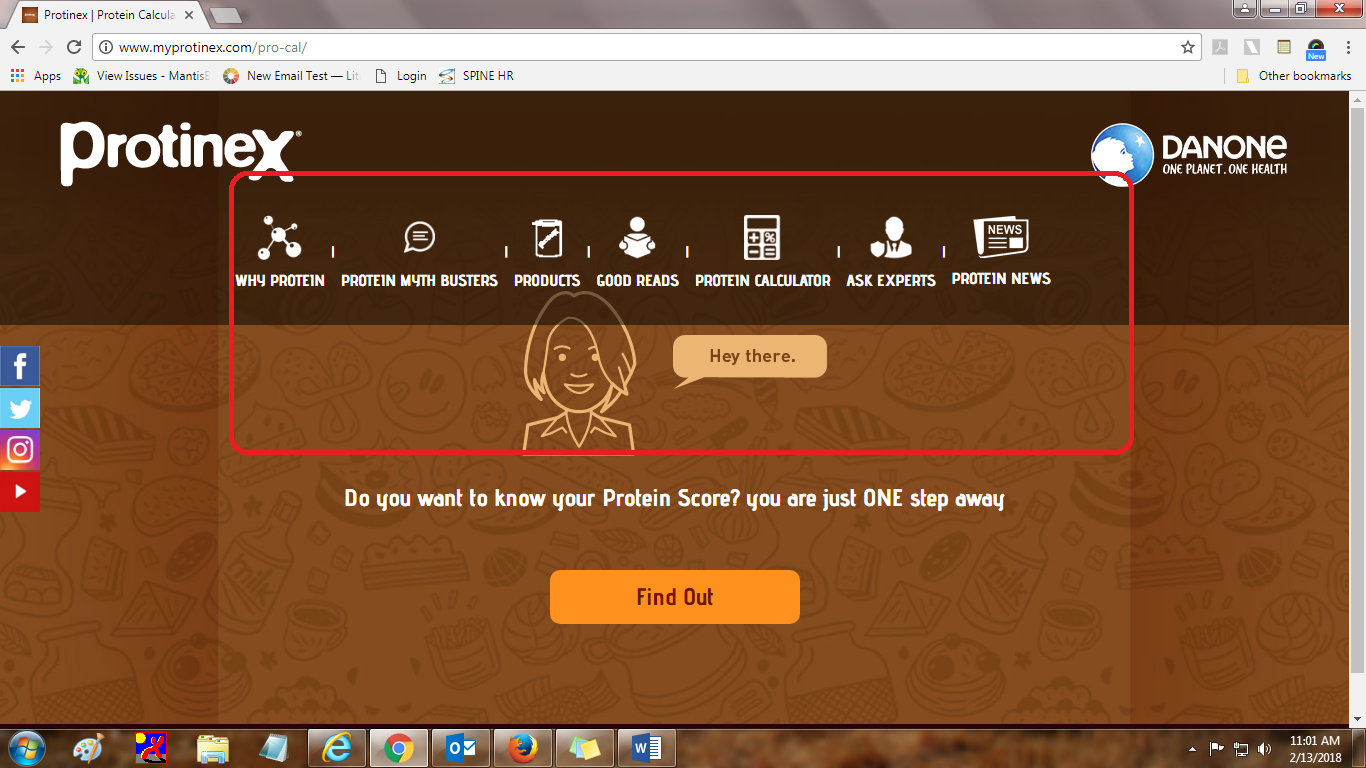 Protinex | Protein Calcula
www.myprotinex.com/pro-cal/
New
Apps View Issues - MantisB New Email Test — Lit Login SPINE HR Other bookmarks
Protinex®
DANONE
ONE PLANET. ONE HEALTH
NEWS
WHY PROTEIN PROTEIN MYTH BUSTERS PRODUCTS GOOD READS PROTEIN CALCULATOR ASK EXPERTS PROTEIN NEWS
Hey there.
Do you want to know your Protein Score? you are just ONE step away
Find Out
11:01 AM
2/13/2018